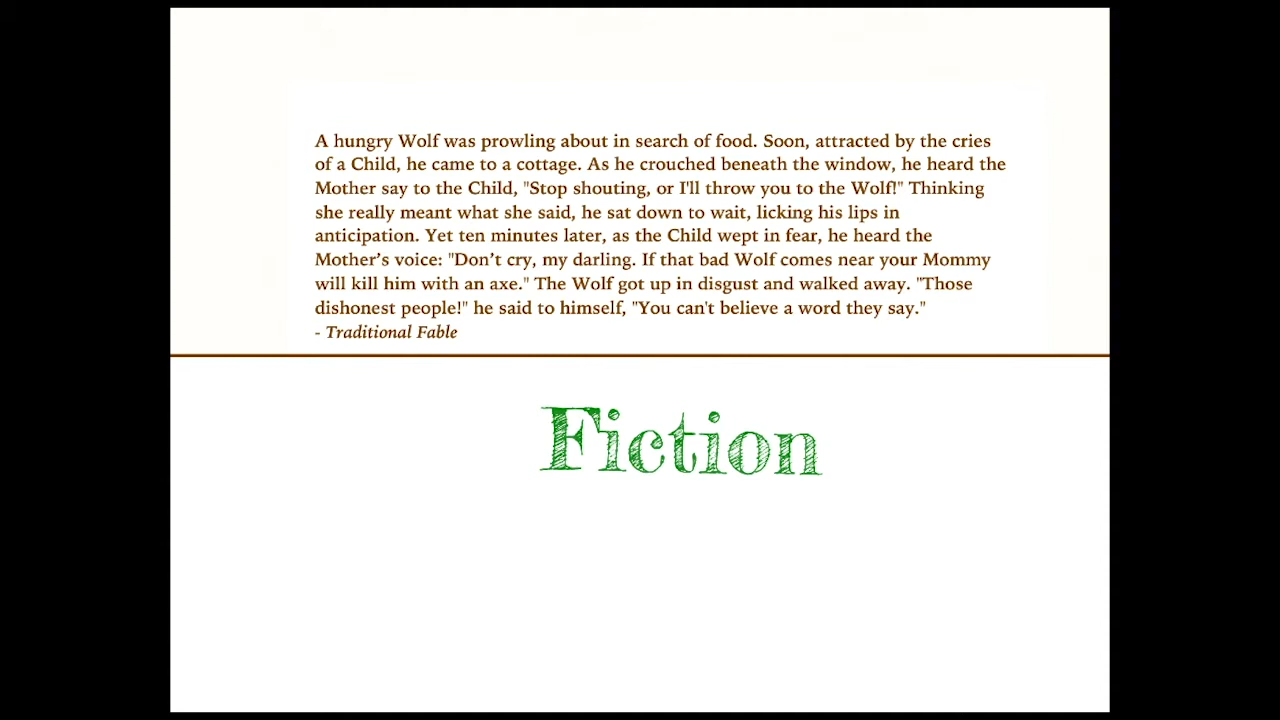 A hungry Wolf was prowling about in search of food. Soon, attracted by the cries
of a Child, he came to a cottage. As he crouched beneath the window, he heard the
Mother say to the Child, "Stop shouting, or I'll throw you to the Wolf!" Thinking
she really meant what she said, he sat down to wait, licking his lips in
anticipation. Yet ten minutes later, as the Child wept in fear, he heard the
Mother’s voice: "Don’t cry, my darling. If that bad Wolf comes near your Mommy
will kill him with an axe." The Wolf got up in disgust and walked away. "Those
dishonest people!" he said to himself, "You can't believe a word they say."
- Traditional Fable
Fiction